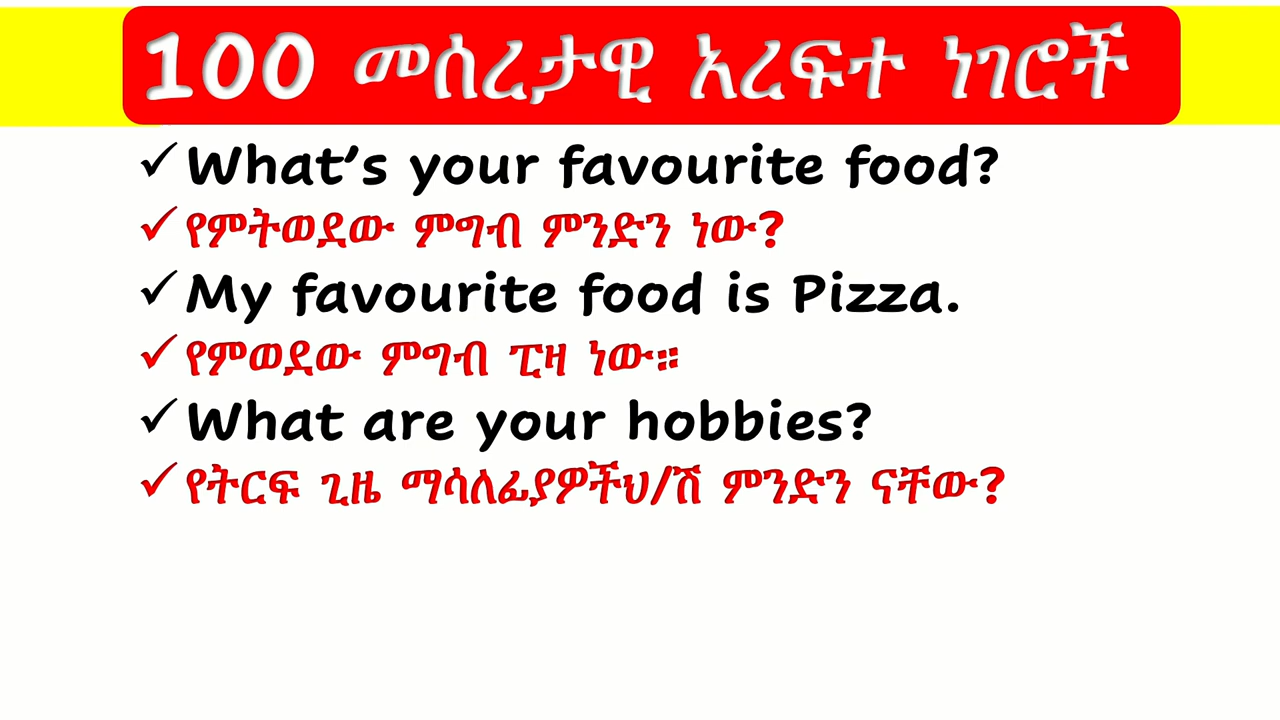 100 መሰረታዊ አረፍተ ነገሮች
✓What's your favourite food?
✓የምትወደው ምግብ ምንድን ነው?
✓My favourite food is Pizza.
✓የምወደው ምግብ ፒዛ ነው።
✓What are your hobbies?
✓የትርፍ ጊዜ ማሳለፊያዎችህ/ሽ ምንድን ናቸው?